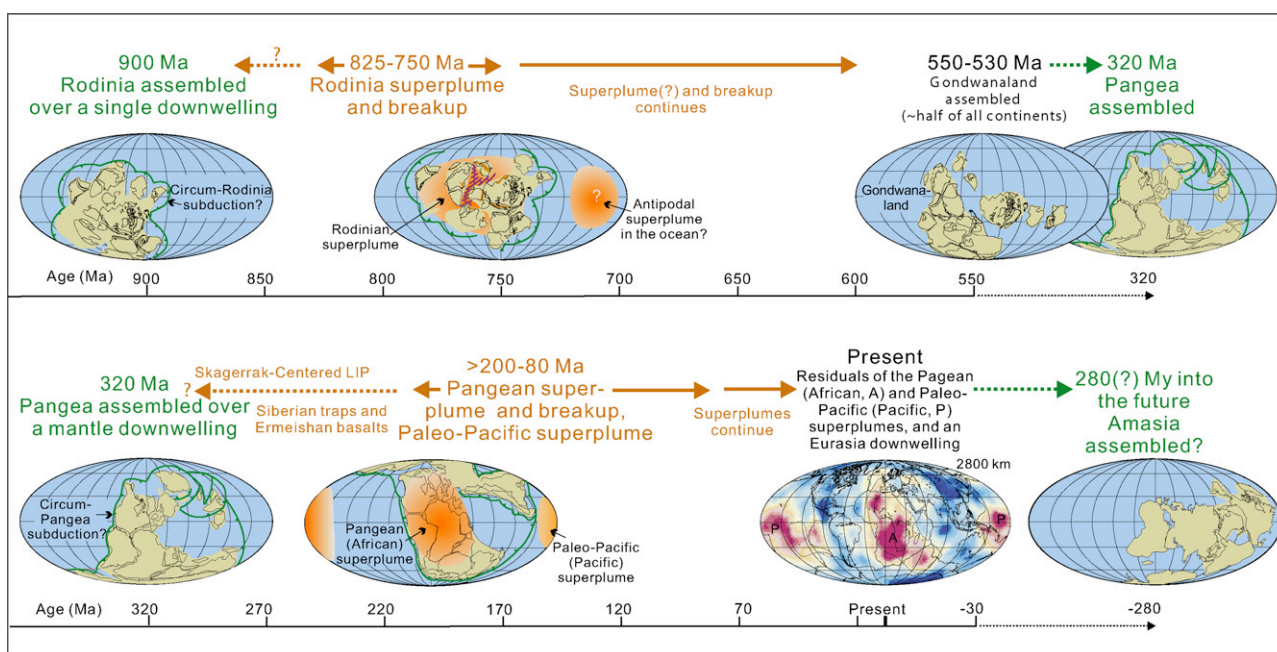 ?
900 Ma
Rodinia assembled
over a single downwelling
825-750 Ma
Rodinia superplume
and breakup
Superplume(?) and breakup
continues
550-530 Ma
Gondwanaland
assembled
(~half of all continents)
320 Ma
Pangea
assembled
Circum-Rodinia
subduction?
Rodinian
superplume
?
Antipodal
superplume
in the ocean?
Gondwana-
land
Age (Ma)
900
850
800
750
700
650
600
550
320
320 Ma
Pangea assembled over
a mantle downwelling
?
Skagerrak-Centered LIP
Siberian traps and
Ermeishan basalts
>200-80 Ma
Pangean super-
plume and breakup,
Paleo-Pacific superplume
Superplumes
continue
Present
Residuals of the Pagean
(African, A) and Paleo-
Pacific (Pacific, P)
superplumes, and an
Eurasia downwelling
280(?) My into
the future
Amasia
assembled?
Circum-
Pangea
subduction?
Pangean
(African)
superplume
Paleo-Pacific
(Pacific)
superplume
2800 km
P
A
P
Age (Ma)
320
270
220
170
120
70
Present
-30
-280